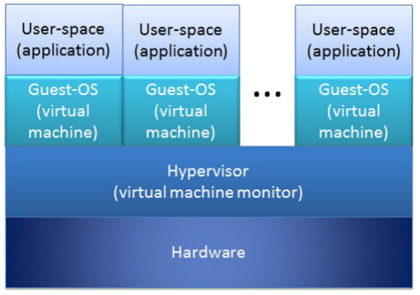 User-space
(application)
User-space
(application)
User-space
(application)
Guest-OS
(virtual
machine)
Guest-OS
(virtual
machine)
...
Guest-OS
(virtual
machine)
Hypervisor
(virtual machine monitor)
Hardware